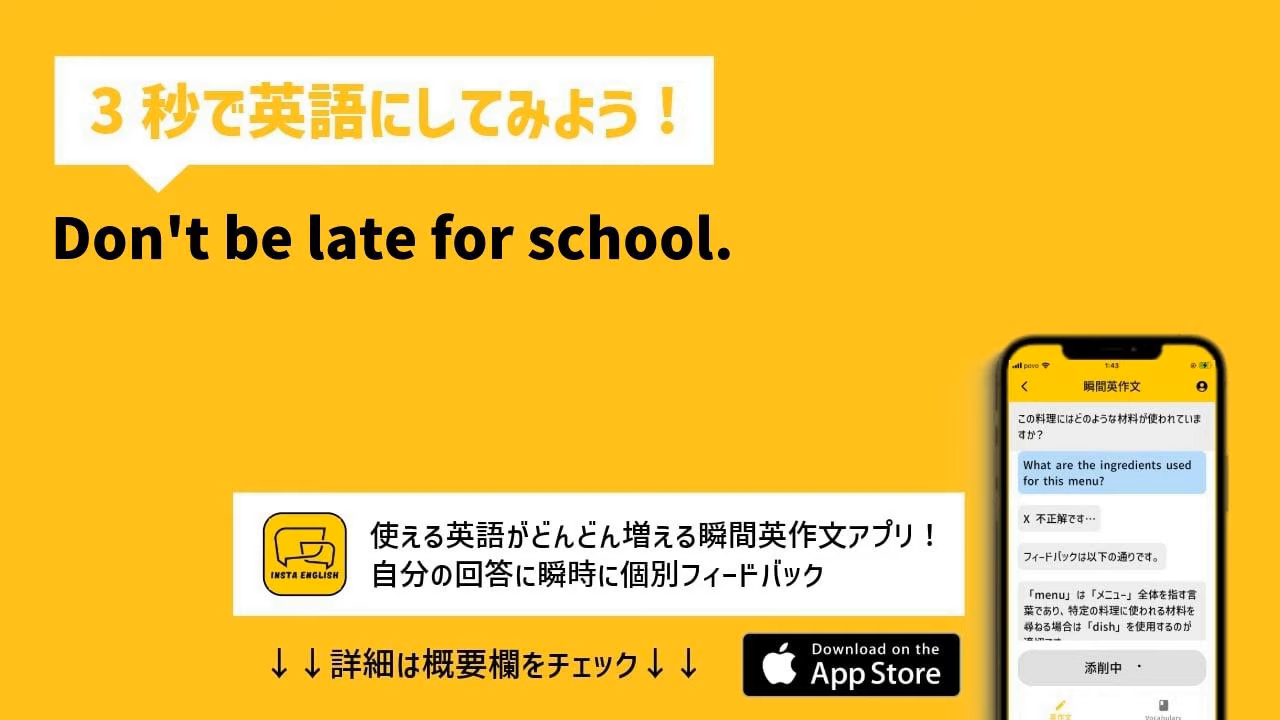 3 秒で英語にしてみよう！
Don't be late for school.
povo 1:43
瞬間英作文
この料理にはどのような材料が使われていま
すか？
What are the ingredients used
for this menu?
X 不正解です…
フィードバックは以下の通りです。
「menu」は「メニュー」全体を指す言
葉であり、特定の料理に使われる材料を
尋ねる場合は「dish」を使用するのが
添削中
英作文 Vocabulary
INSTA ENGLISH
使える英語がどんどん増える瞬間英作文アプリ！
自分の回答に瞬時に個別フィードバック
↓↓詳細は概要欄をチェック↓↓
Download on the
App Store